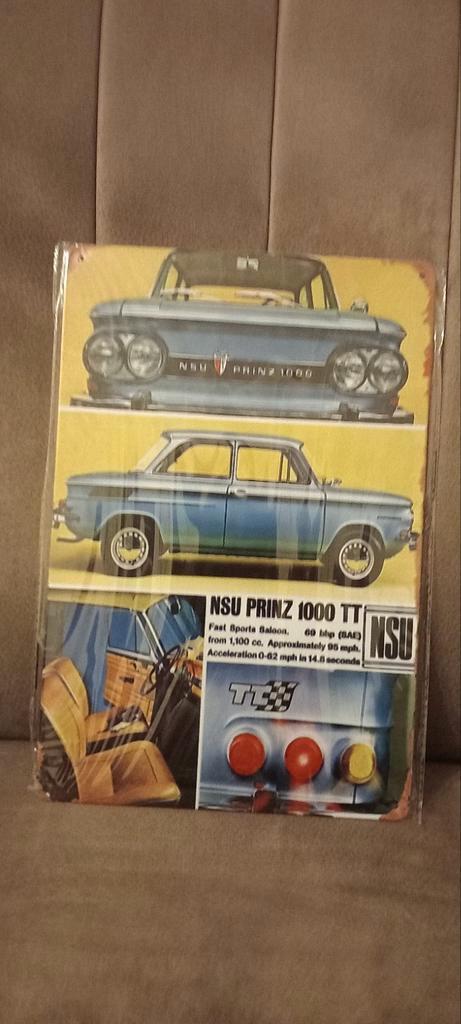 NSU PRINZ 1000
NSU PRINZ 1000 TT
Fast Sports Saloon. 69 bhp (SAE)
from 1,100 cc. Approximately 95 mph.
Acceleration 0-62 mph in 14.8 seconds
NSU
TT